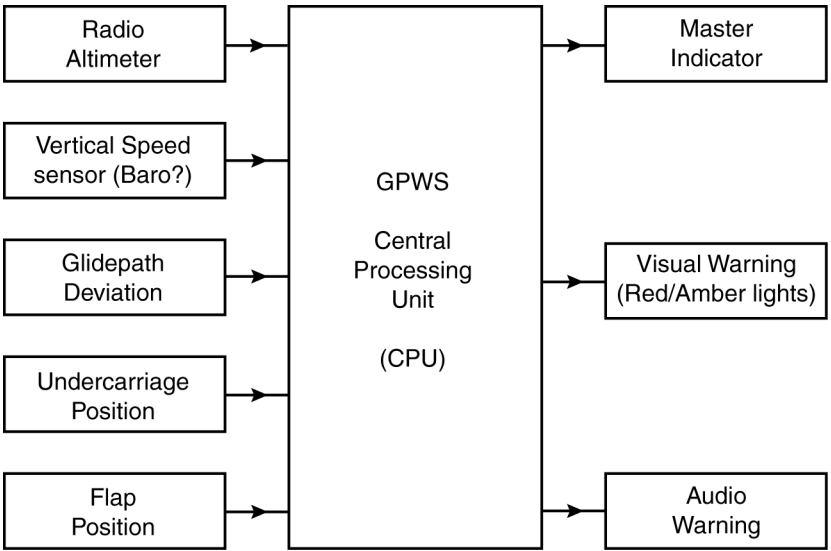 Radio
Altimeter
Vertical Speed
sensor (Baro?)
Glidepath
Deviation
Undercarriage
Position
Flap
Position
GPWS
Central
Processing
Unit
(CPU)
Master
Indicator
Visual Warning
(Red/Amber lights)
Audio
Warning